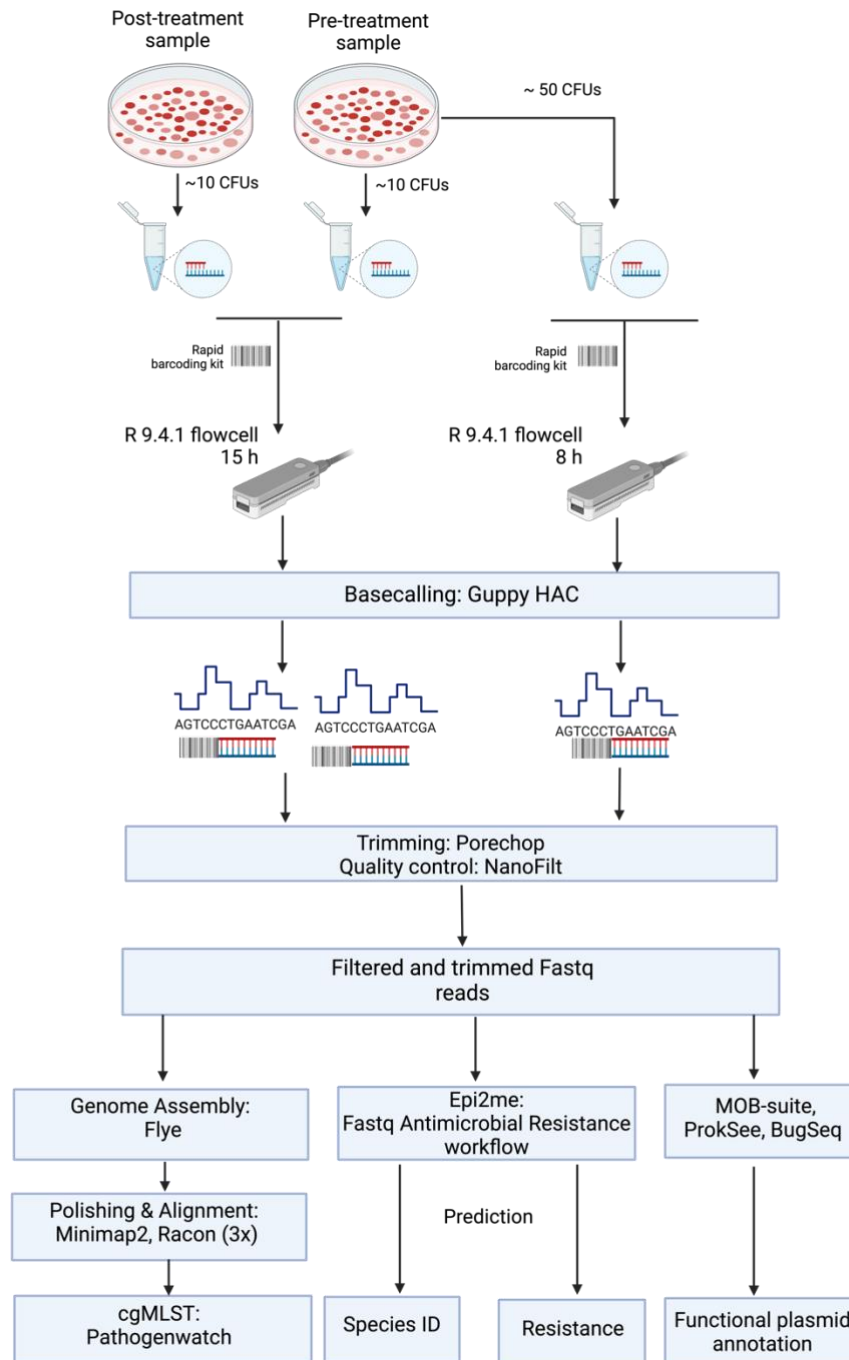 Post-treatment
sample
Pre-treatment
sample
~ 50 CFUs
~10 CFUs
~10 CFUs
Rapid
barcoding kit
Rapid
barcoding kit
R 9.4.1 flowcell
15 h
R 9.4.1 flowcell
8 h
Basecalling: Guppy HAC
AGTCCCTGAATCGA
AGTCCCTGAATCGA
AGTCCCTGAATCGA
Trimming: Porechop
Quality control: NanoFilt
Filtered and trimmed Fastq
reads
Genome Assembly:
Flye
Epi2me:
Fastq Antimicrobial Resistance
workflow
MOB-suite,
ProkSee, BugSeq
Polishing & Alignment:
Minimap2, Racon (3x)
Prediction
cgMLST:
Pathogenwatch
Species ID
Resistance
Functional plasmid
annotation